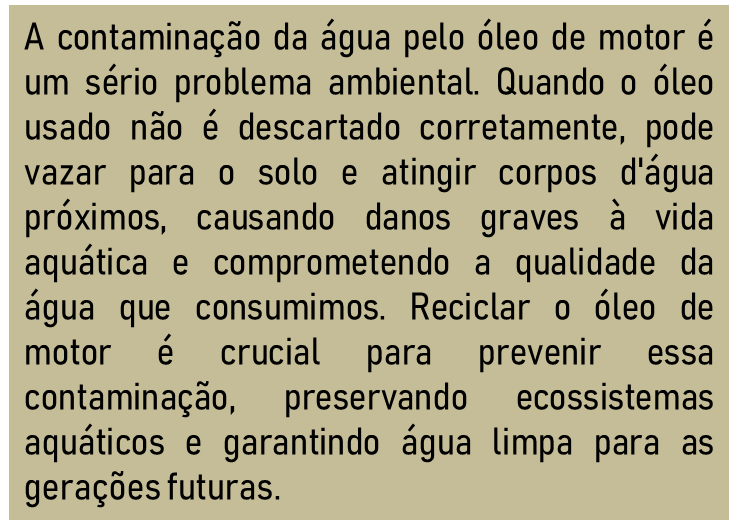 A contaminação da água pelo óleo de motor é
um sério problema ambiental. Quando o óleo
usado não é descartado corretamente, pode
vazar para o solo e atingir corpos d'água
próximos, causando danos graves à vida
aquática e comprometendo a qualidade da
água que consumimos. Reciclar o óleo de
motor é crucial para prevenir essa
contaminação, preservando ecossistemas
aquáticos e garantindo água limpa para as
gerações futuras.